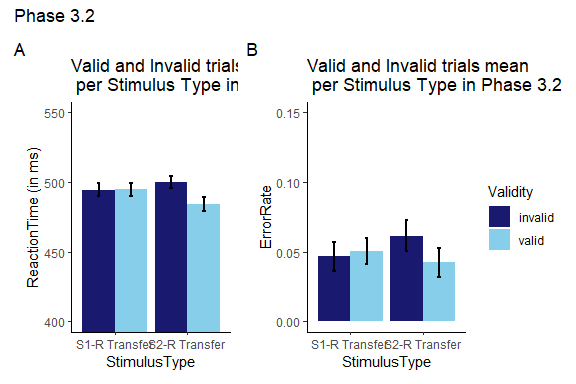 Phase 3.2
A
Valid and Invalid trials
per Stimulus Type in
ReactionTime (in ms)
550
500
450
400
S1-R Transfer
S2-R Transfer
StimulusType
B
Valid and Invalid trials mean
per Stimulus Type in Phase 3.2
ErrorRate
0.15
0.10
0.05
0.00
S1-R Transfer
S2-R Transfer
StimulusType
Validity
invalid
valid